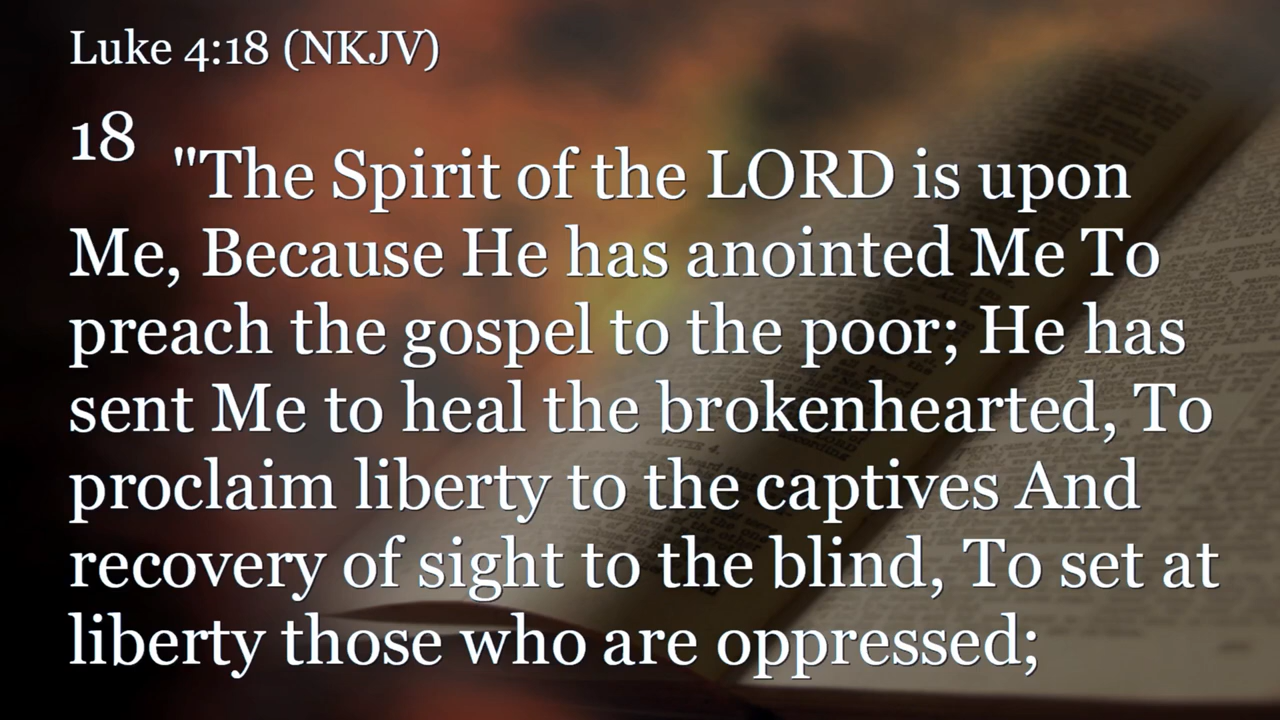 Luke 4:18 (NKJV)
18 "The Spirit of the LORD is upon
Me, Because He has anointed Me To
preach the gospel to the poor; He has
sent Me to heal the brokenhearted, To
proclaim liberty to the captives And
recovery of sight to the blind, To set at
liberty those who are oppressed;
CHAPTER 4.